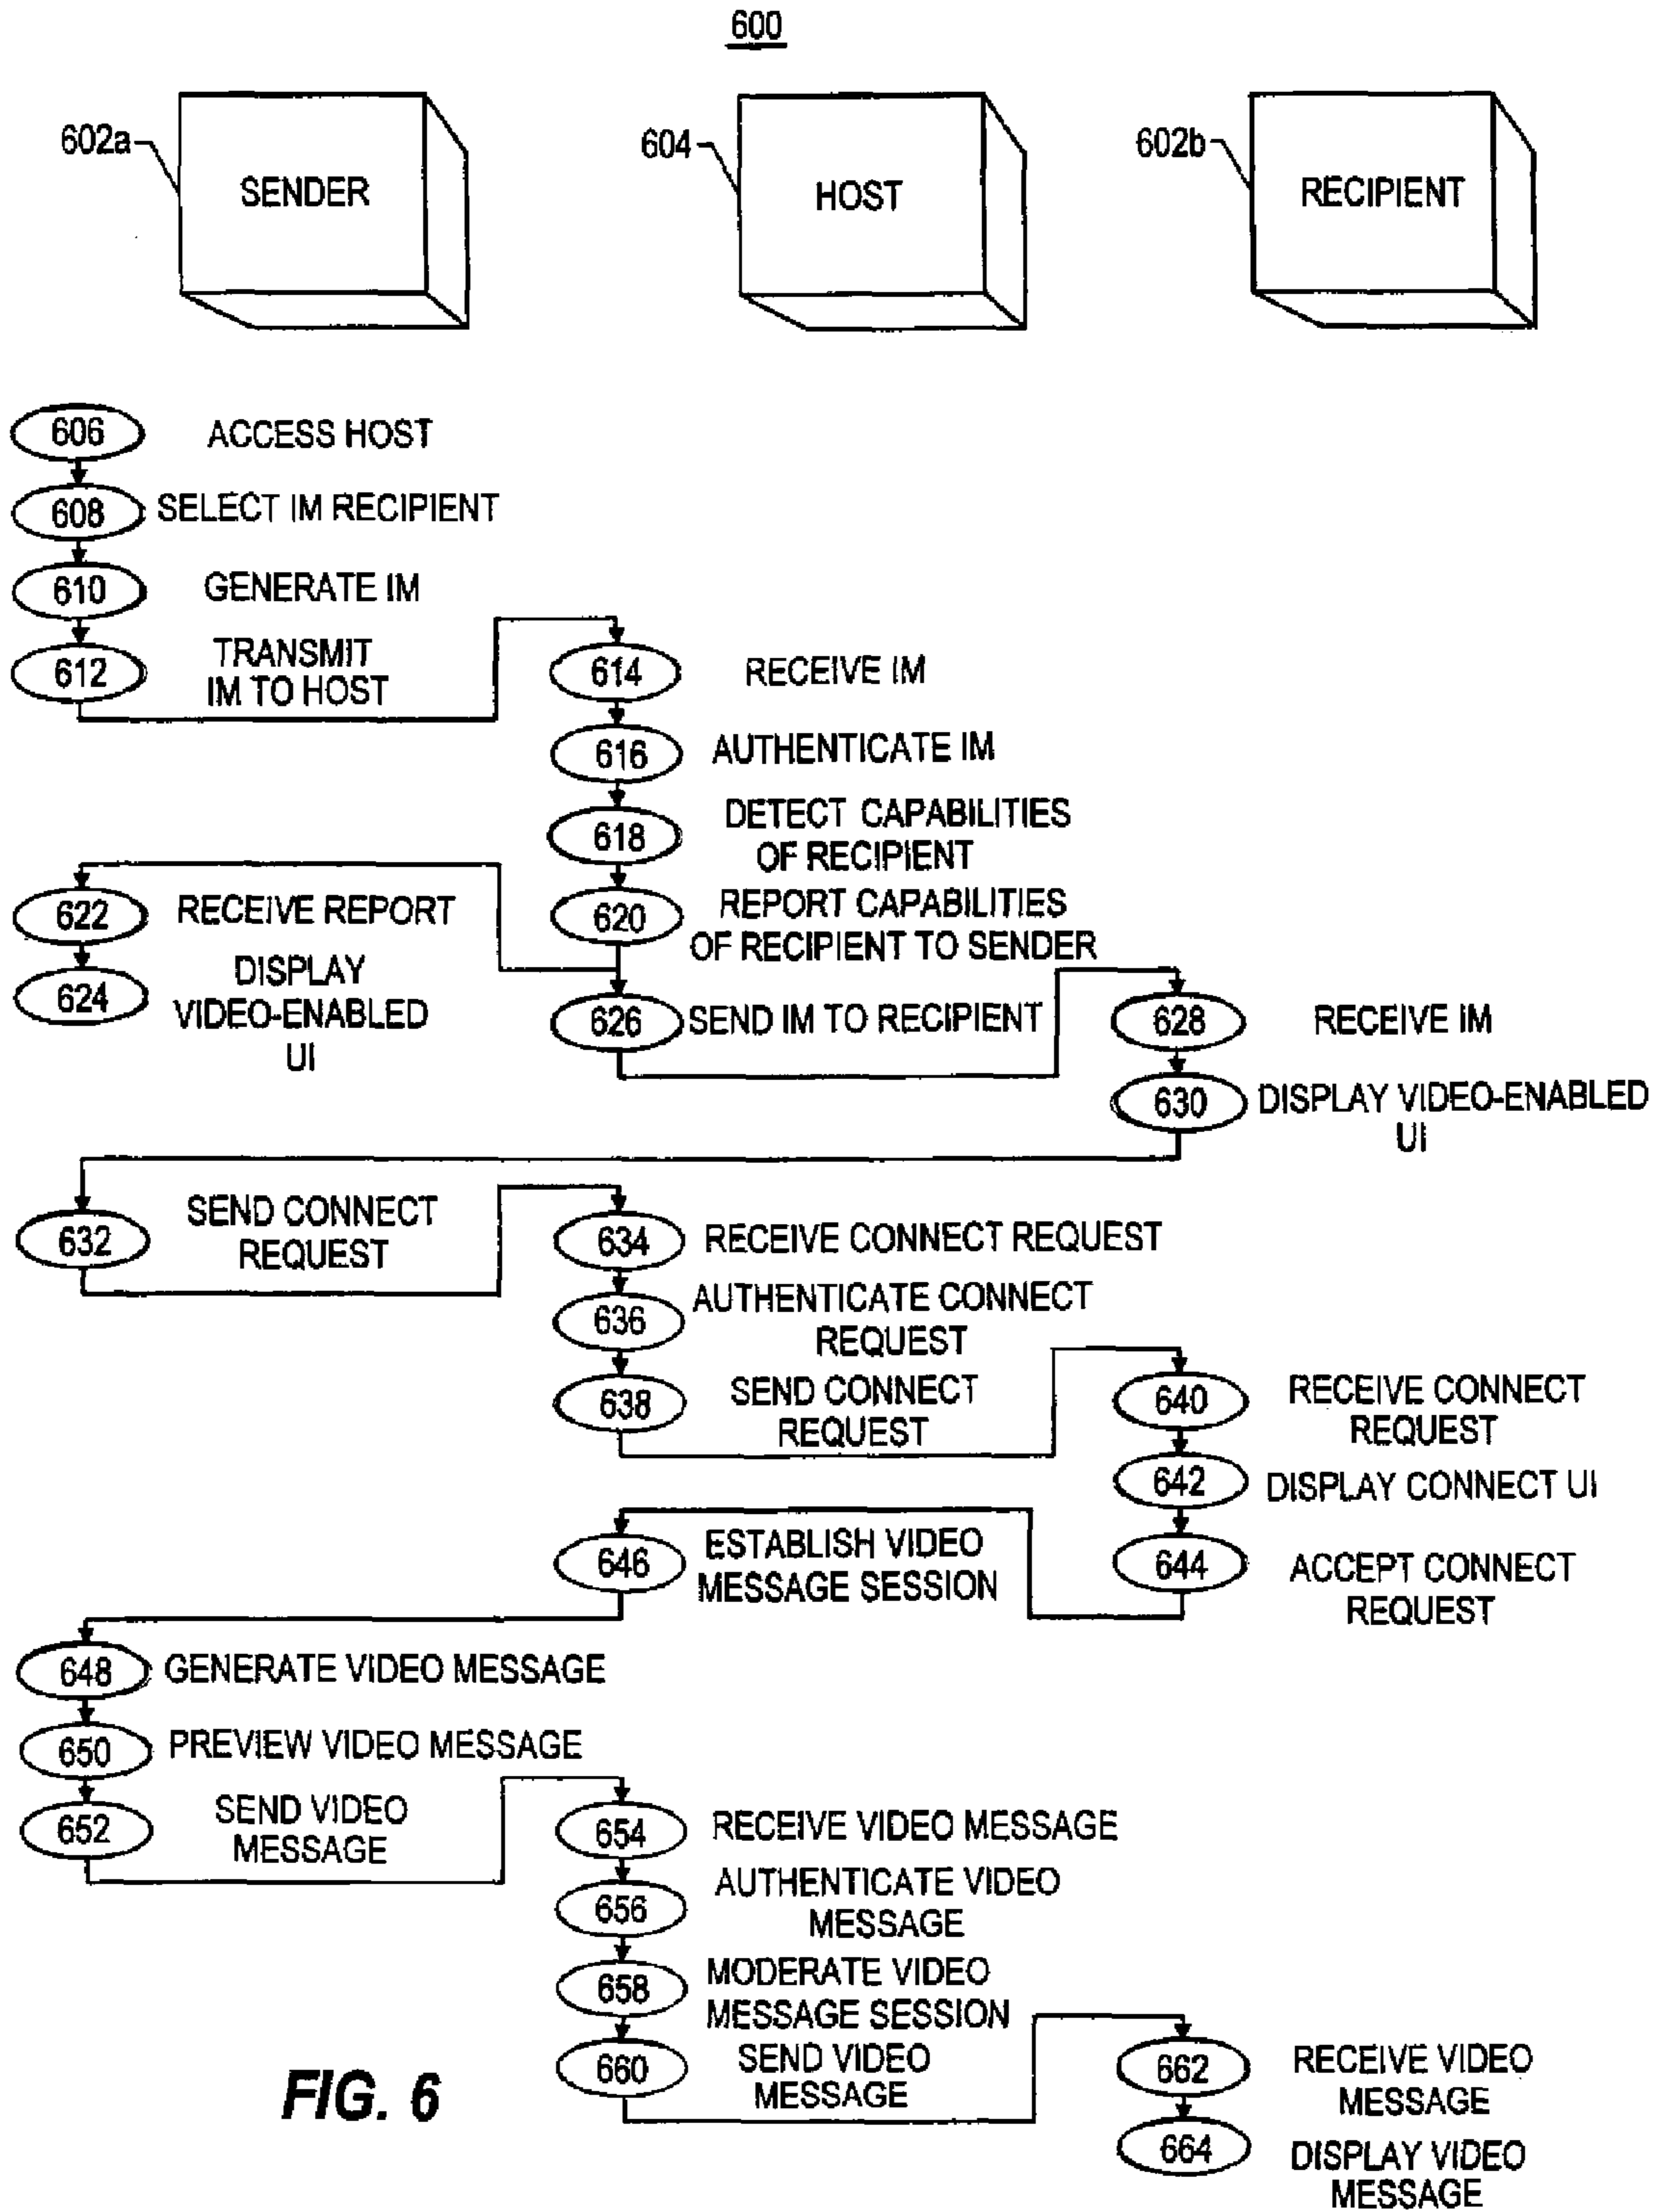 600
602a
SENDER
604
HOST
602b
RECIPIENT
606 ACCESS HOST
608 SELECT IM RECIPIENT
610 GENERATE IM
612 TRANSMIT
IM TO HOST
614 RECEIVE IM
616 AUTHENTICATE IM
618 DETECT CAPABILITIES
OF RECIPIENT
620 REPORT CAPABILITIES
OF RECIPIENT TO SENDER
622 RECEIVE REPORT
624 DISPLAY
VIDEO-ENABLED
UI
626 SEND IM TO RECIPIENT
628 RECEIVE IM
630 DISPLAY VIDEO-ENABLED
UI
632 SEND CONNECT
REQUEST
634 RECEIVE CONNECT REQUEST
636 AUTHENTICATE CONNECT
REQUEST
638 SEND CONNECT
REQUEST
640 RECEIVE CONNECT
REQUEST
642 DISPLAY CONNECT UI
644 ACCEPT CONNECT
REQUEST
646 ESTABLISH VIDEO
MESSAGE SESSION
648 GENERATE VIDEO MESSAGE
650 PREVIEW VIDEO MESSAGE
652 SEND VIDEO
MESSAGE
654 RECEIVE VIDEO MESSAGE
656 AUTHENTICATE VIDEO
MESSAGE
658 MODERATE VIDEO
MESSAGE SESSION
660 SEND VIDEO
MESSAGE
662 RECEIVE VIDEO
MESSAGE
664 DISPLAY VIDEO
MESSAGE
FIG. 6